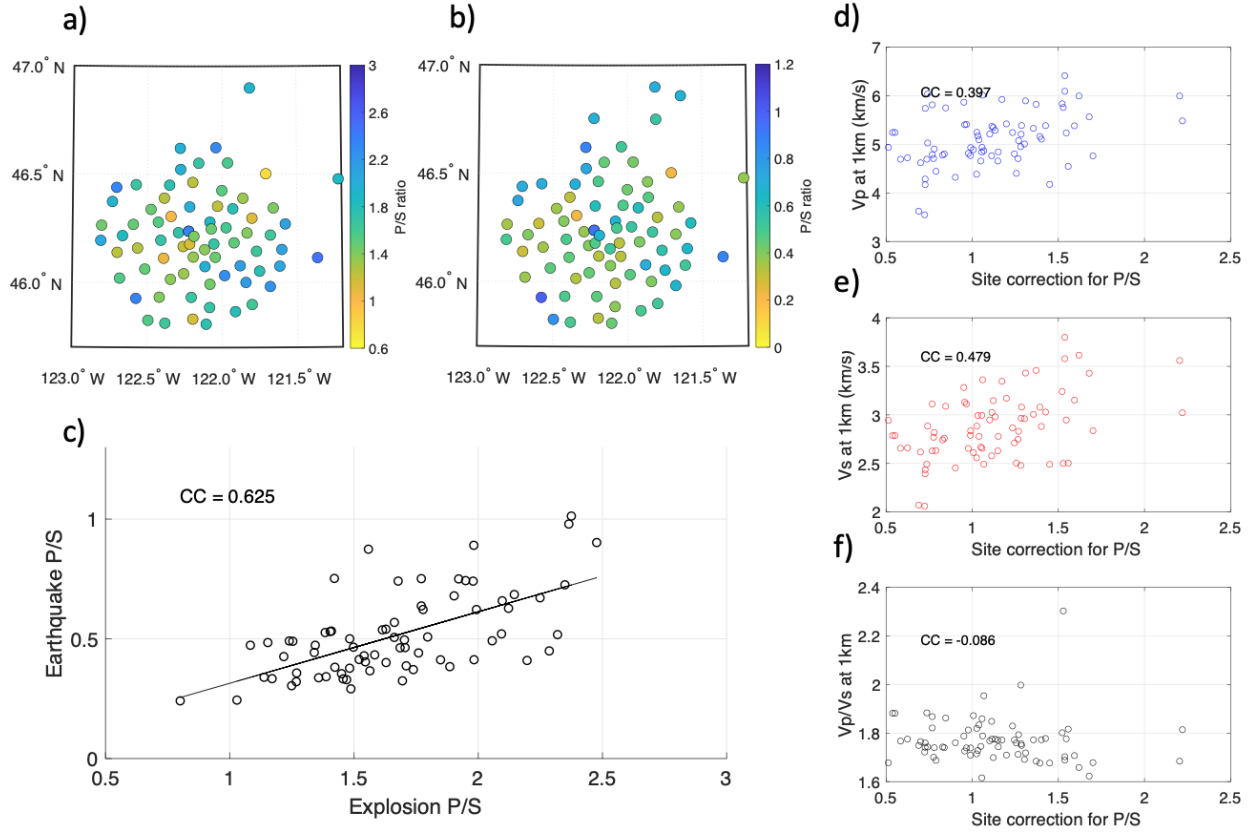 a)
47.0° N
46.5° N
46.0° N
123.0° W 122.5° W 122.0° W 121.5° W
3
2.6
2.2
1.8
1.4
1
0.6
P/S ratio
b)
47.0° N
46.5° N
46.0° N
123.0° W 122.5° W 122.0° W 121.5° W
1.2
1
0.8
0.6
0.4
0.2
0
P/S ratio
c)
CC = 0.625
Earthquake P/S
1
0.5
0
0.5 1 1.5 2 2.5 3
Explosion P/S
d)
CC = 0.397
Vp at 1km (km/s)
7
6
5
4
3
0.5 1 1.5 2 2.5
Site correction for P/S
e)
CC = 0.479
Vs at 1km (km/s)
4
3.5
3
2.5
2
0.5 1 1.5 2 2.5
Site correction for P/S
f)
CC = -0.086
Vp/Vs at 1km
2.4
2.2
2
1.8
1.6
0.5 1 1.5 2 2.5
Site correction for P/S